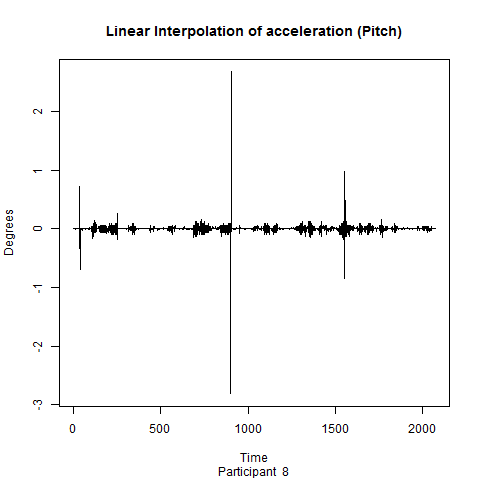 Linear Interpolation of acceleration (Pitch)
Degrees
2
1
0
-1
-2
-3
0 500 1000 1500 2000
Time
Participant 8